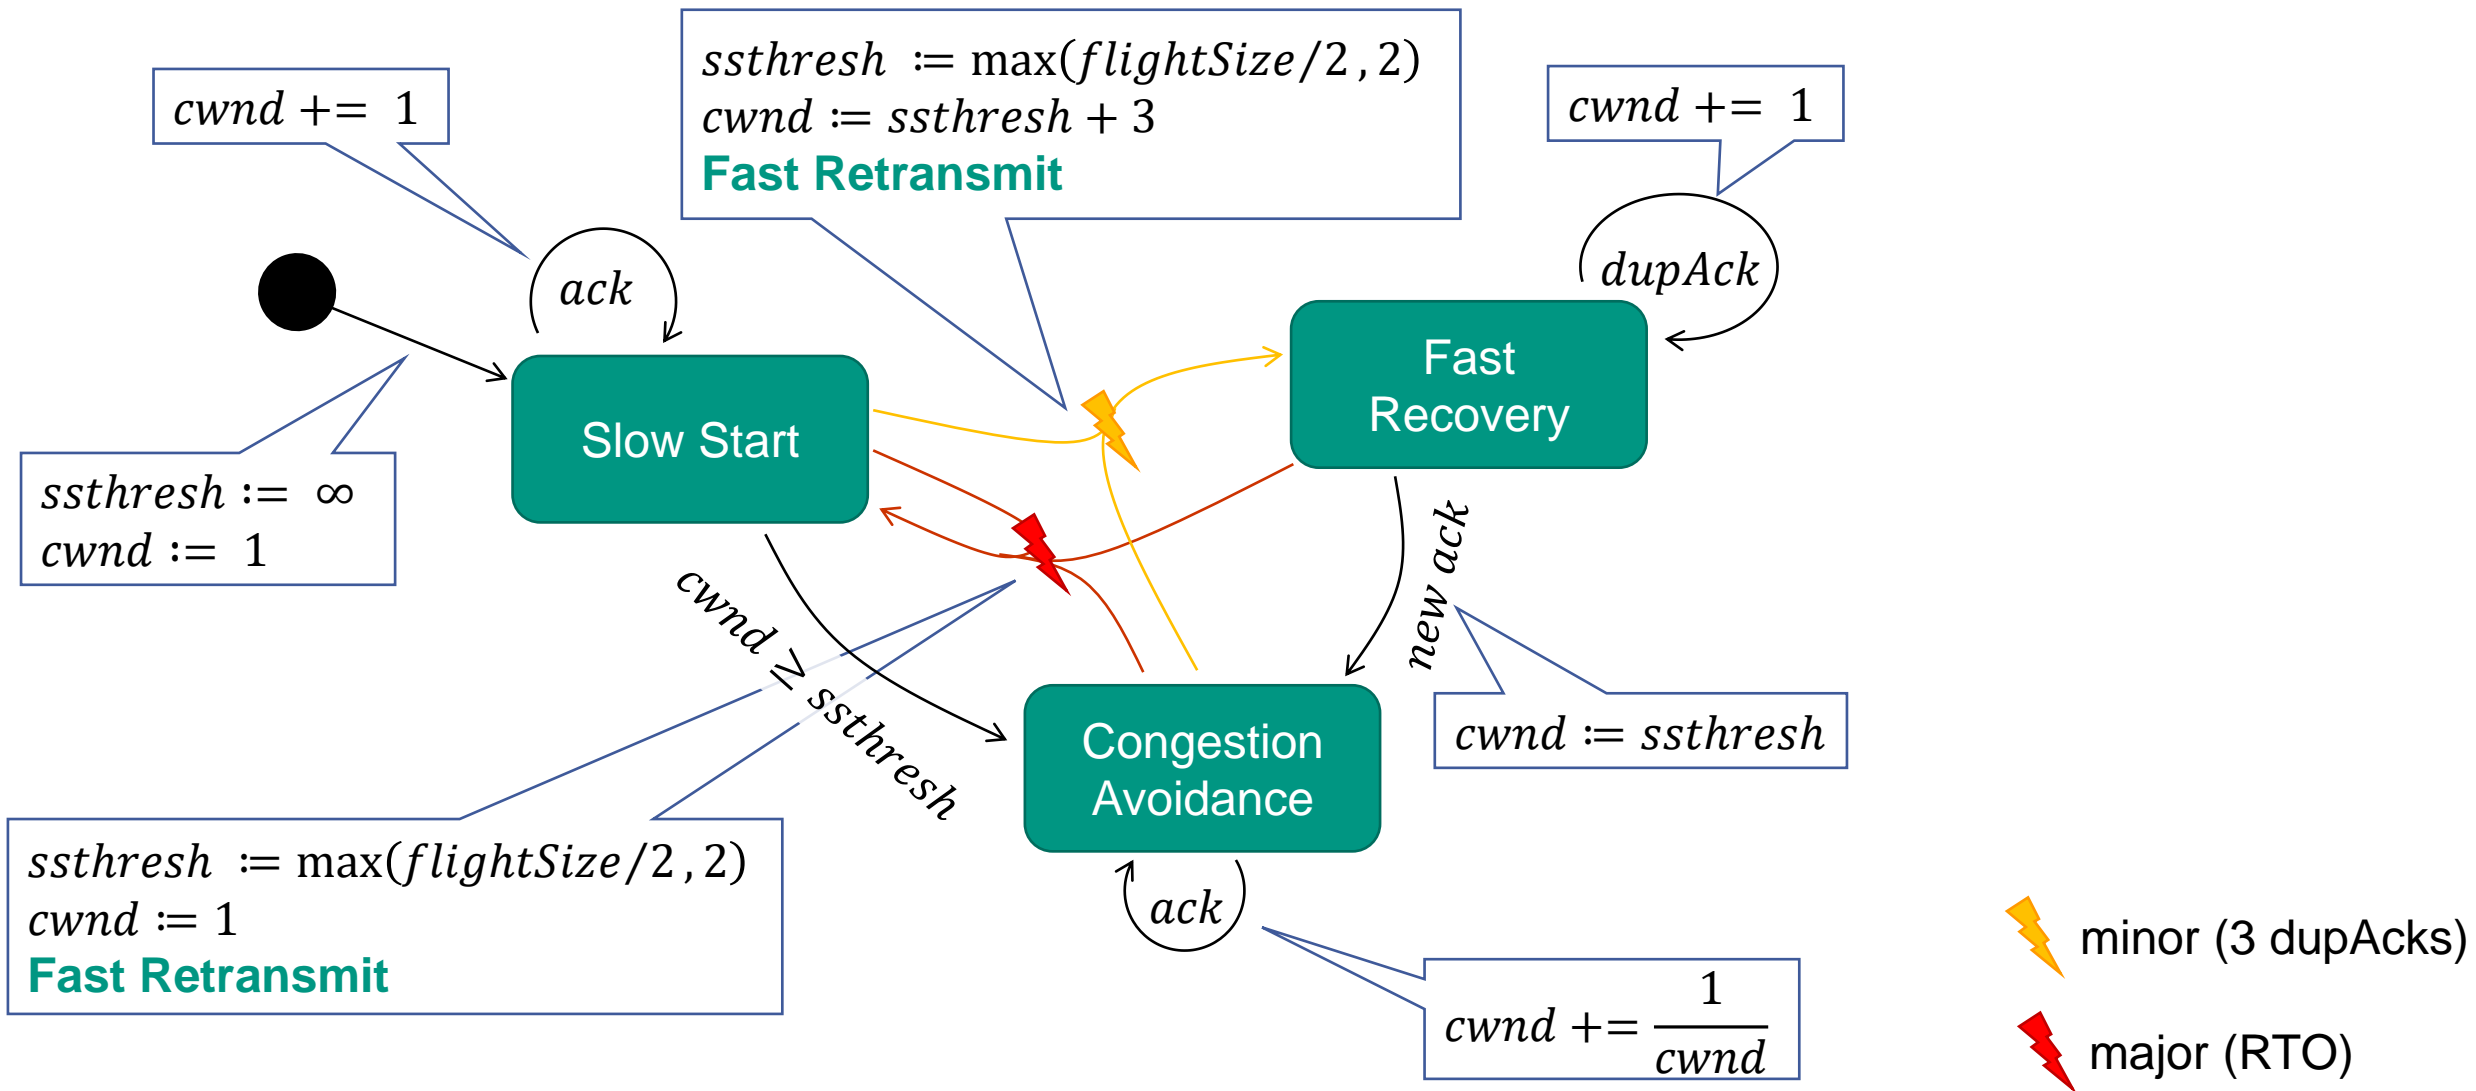 ssthresh ≔ max(flightSize/2 , 2)
cwnd ≔ ssthresh + 3
Fast Retransmit
cwnd += 1
cwnd += 1
ack
dupAck
Fast
Recovery
Slow Start
ssthresh := ∞
cwnd := 1
new ack
cwnd ≥ ssthresh
cwnd ≔ ssthresh
Congestion
Avoidance
ssthresh ≔ max(flightSize/2 , 2)
cwnd ≔ 1
Fast Retransmit
ack
cwnd += 1/cwnd
minor (3 dupAcks)
major (RTO)